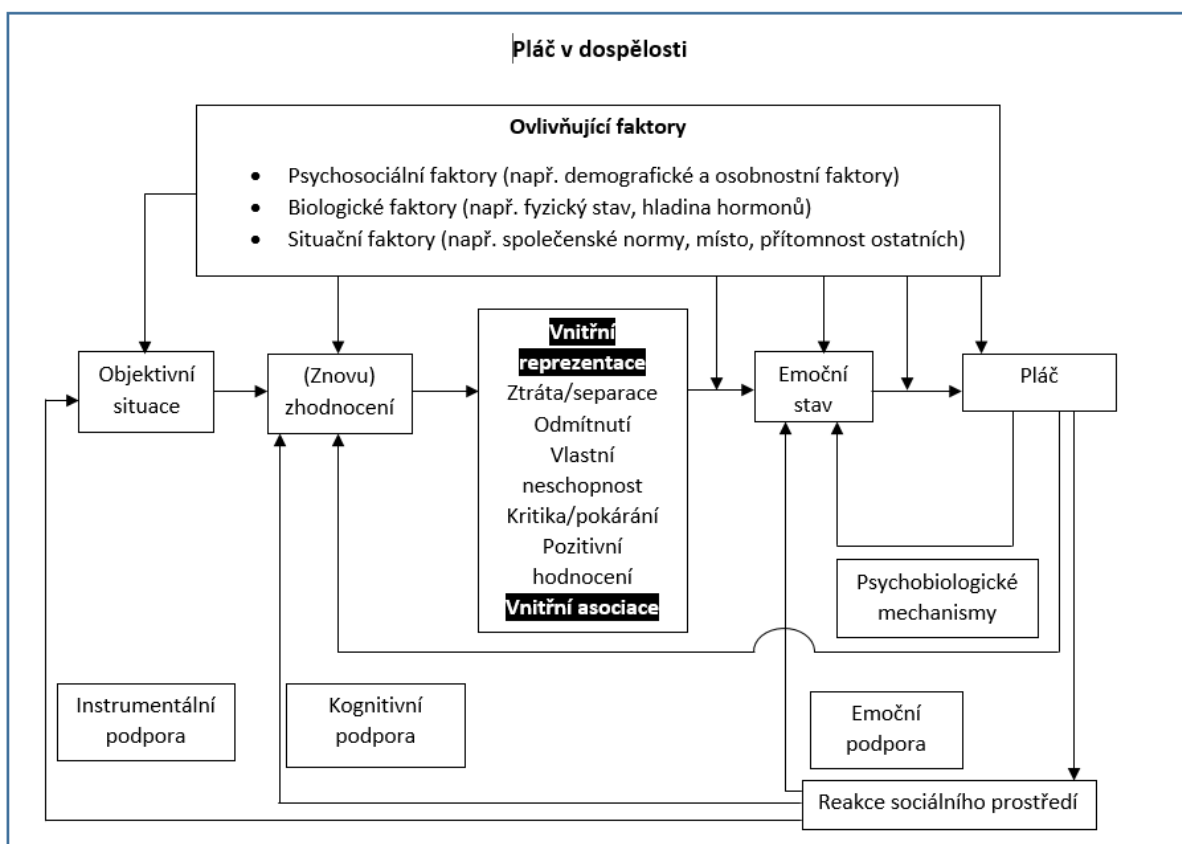 Pláč v dospělosti
Ovlivňující faktory
• Psychosociální faktory (např. demografické a osobnostní faktory)
• Biologické faktory (např. fyzický stav, hladina hormonů)
• Situační faktory (např. společenské normy, místo, přítomnost ostatních)
Objektivní
situace
(Znovu)
zhodnocení
Vnitřní
reprezentace
Ztráta/separace
Odmítnutí
Vlastní
neschopnost
Kritika/pokárání
Pozitivní
hodnocení
Vnitřní asociace
Emoční
stav
Pláč
Psychobiologické
mechanismy
Instrumentální
podpora
Kognitivní
podpora
Emoční
podpora
Reakce sociálního prostředí